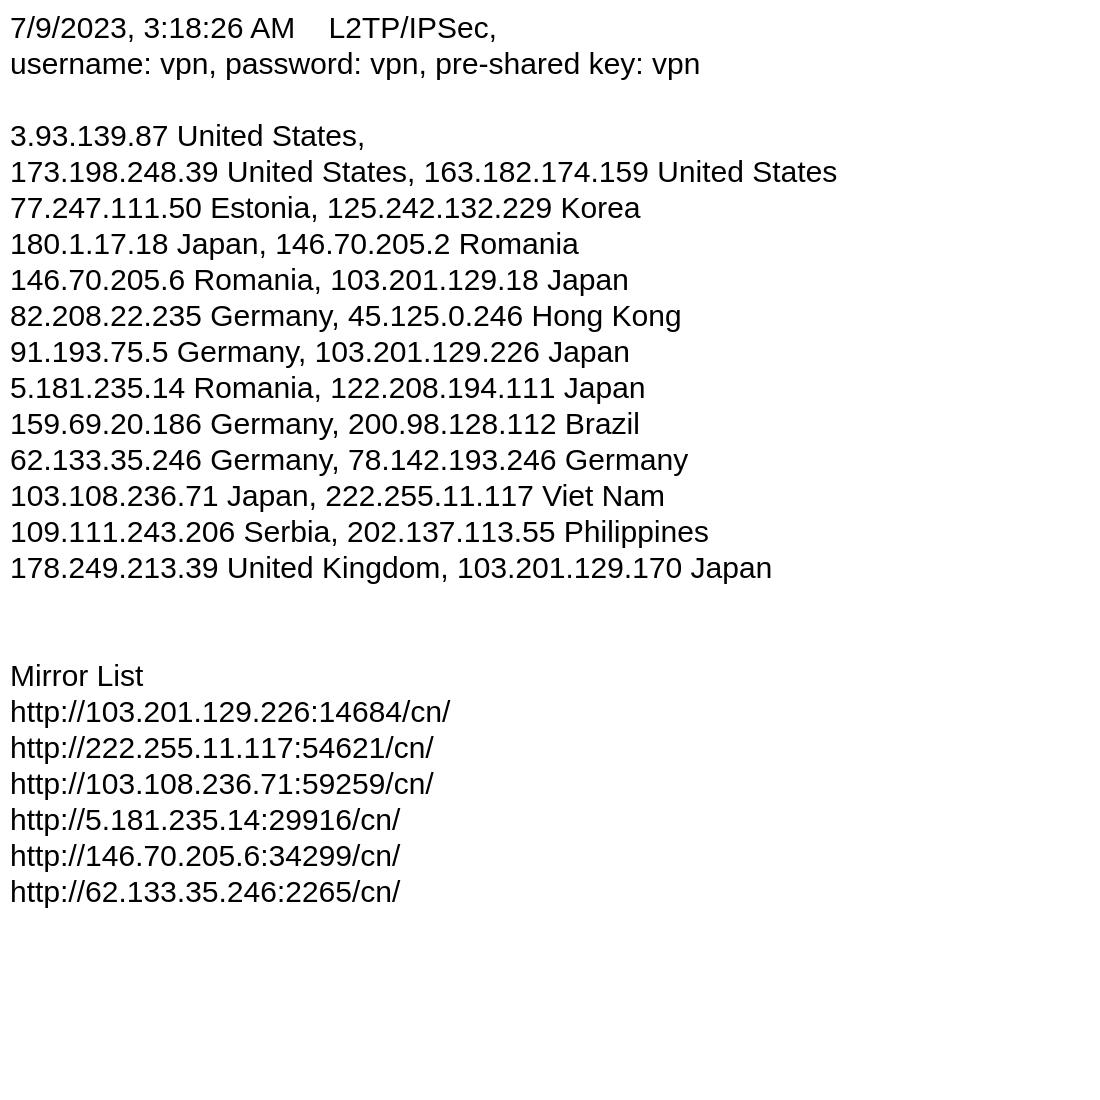 7/9/2023, 3:18:26 AM    L2TP/IPSec,
username: vpn, password: vpn, pre-shared key: vpn
3.93.139.87 United States,
173.198.248.39 United States, 163.182.174.159 United States
77.247.111.50 Estonia, 125.242.132.229 Korea
180.1.17.18 Japan, 146.70.205.2 Romania
146.70.205.6 Romania, 103.201.129.18 Japan
82.208.22.235 Germany, 45.125.0.246 Hong Kong
91.193.75.5 Germany, 103.201.129.226 Japan
5.181.235.14 Romania, 122.208.194.111 Japan
159.69.20.186 Germany, 200.98.128.112 Brazil
62.133.35.246 Germany, 78.142.193.246 Germany
103.108.236.71 Japan, 222.255.11.117 Viet Nam
109.111.243.206 Serbia, 202.137.113.55 Philippines
178.249.213.39 United Kingdom, 103.201.129.170 Japan
Mirror List
http://103.201.129.226:14684/cn/
http://222.255.11.117:54621/cn/
http://103.108.236.71:59259/cn/
http://5.181.235.14:29916/cn/
http://146.70.205.6:34299/cn/
http://62.133.35.246:2265/cn/